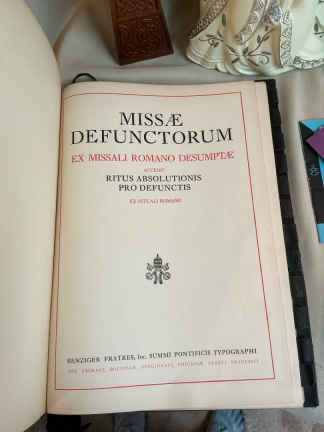 MISSÆ
DEFUNCTORUM
EX MISSALI ROMANO DESUMPTÆ
ACCEDIT
RITUS ABSOLUTIONIS
PRO DEFUNCTIS
EX RITUALI ROMANO
BENZIGER FRATRES, Inc. SUMMI PONTIFICIS TYPOGRAPHI